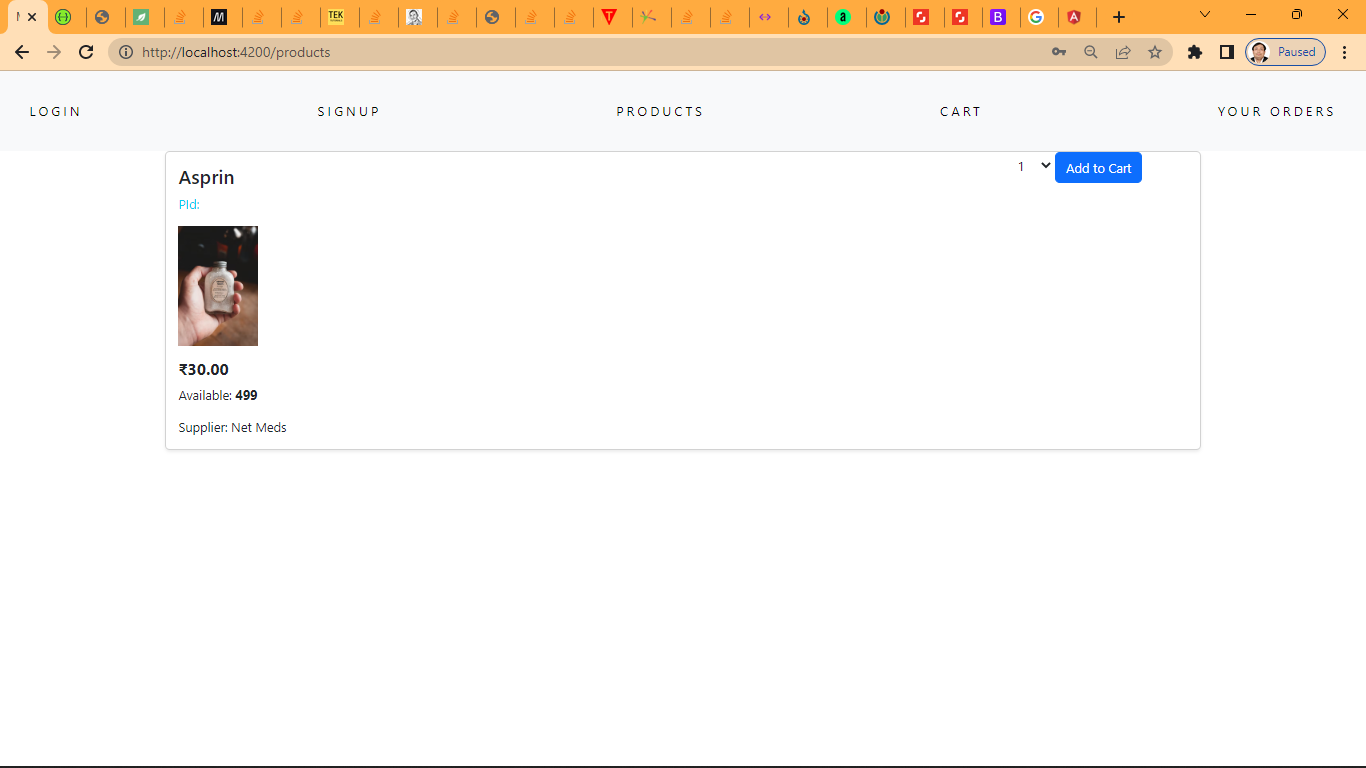 http://localhost:4200/products
Paused
LOGIN
SIGNUP
PRODUCTS
CART
YOUR ORDERS
Asprin
1
Add to Cart
PId:
₹30.00
Available: 499
Supplier: Net Meds